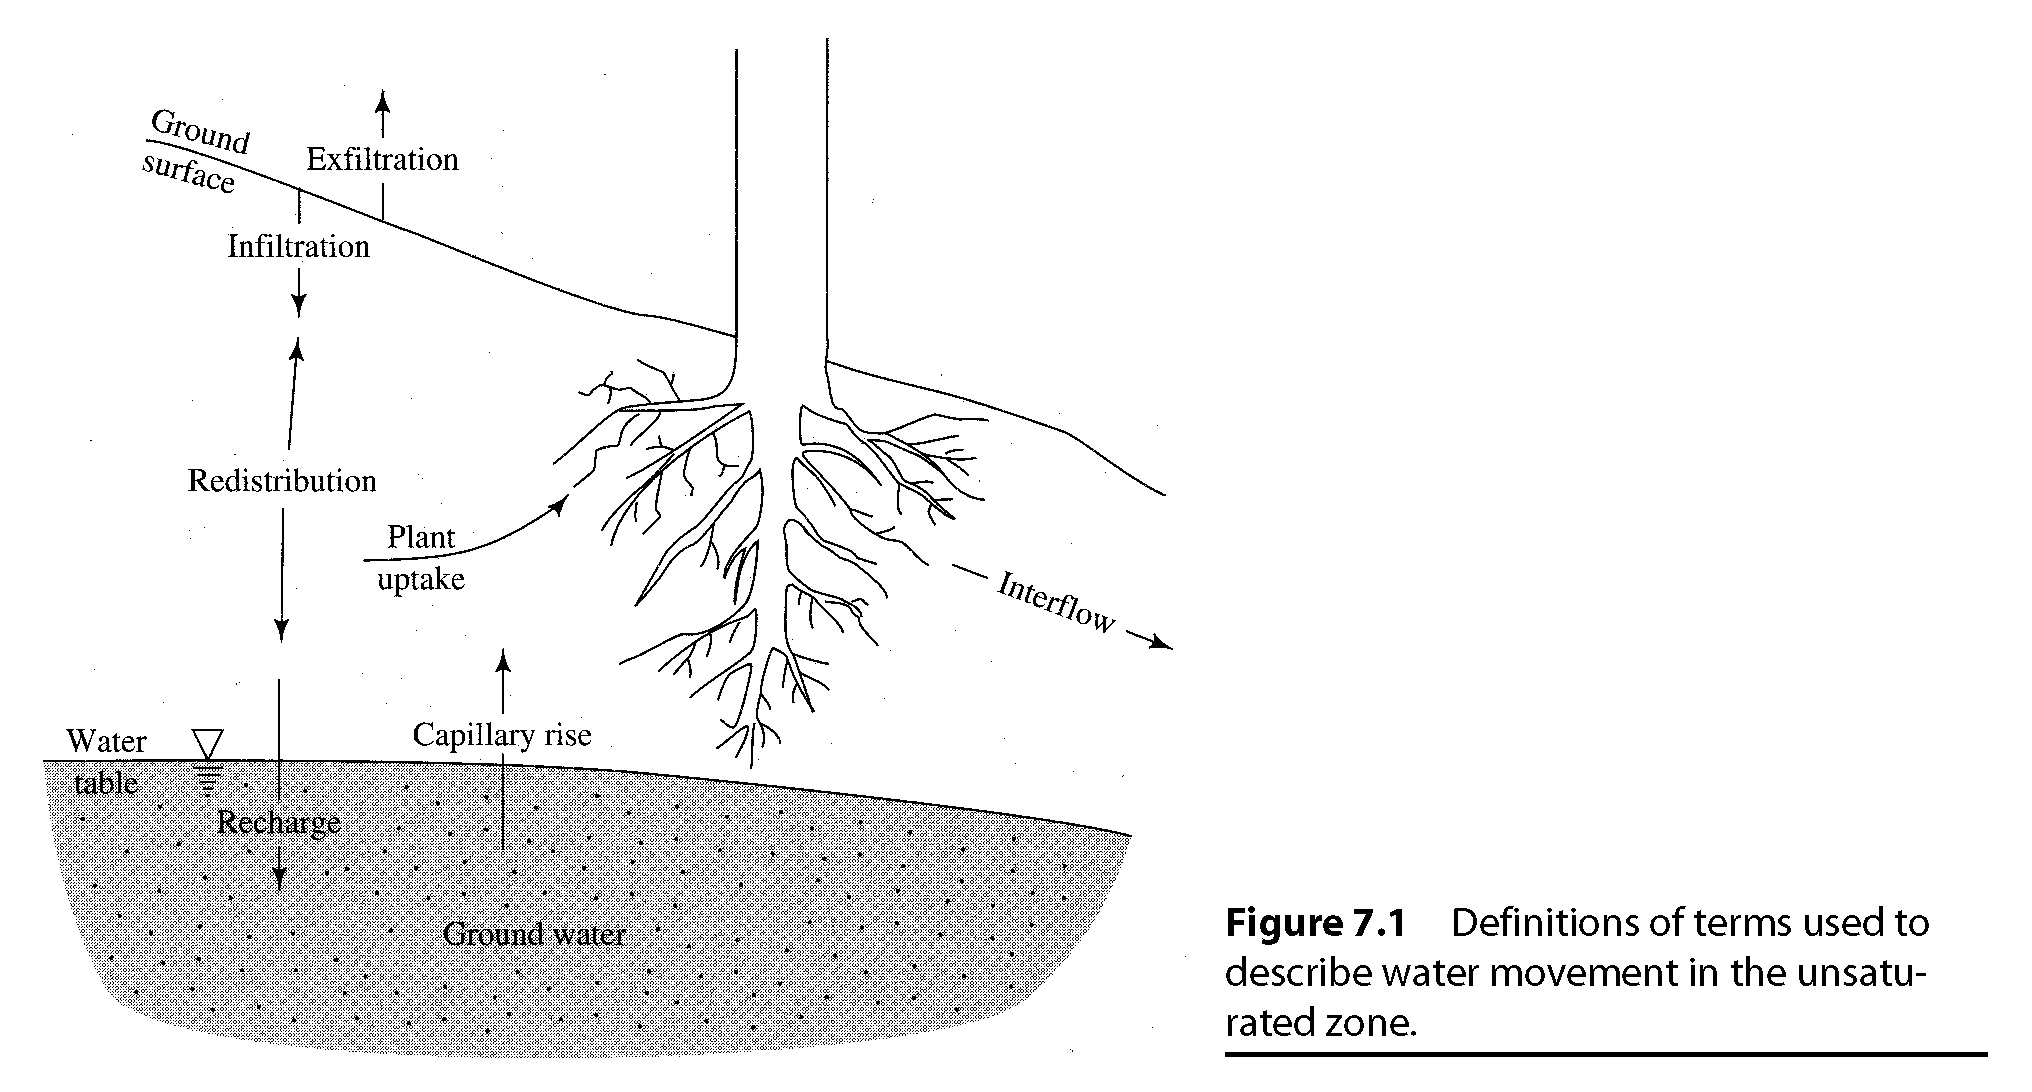 Ground
surface
Exfiltration
Infiltration
Redistribution
Plant
uptake
Interflow
Capillary rise
Water
table
Recharge
Ground water
Figure 7.1 Definitions of terms used to
describe water movement in the unsatu-
rated zone.